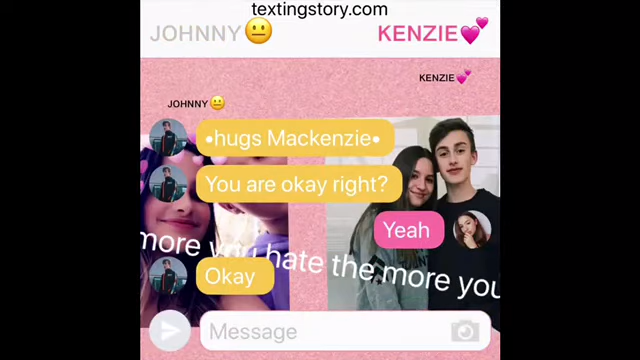 textingstory.com
JOHNNY😐 KENZIE💕
KENZIE💕
JOHNNY😐
•hugs Mackenzie•
You are okay right?
Yeah
more you hate the more you
Okay
Message